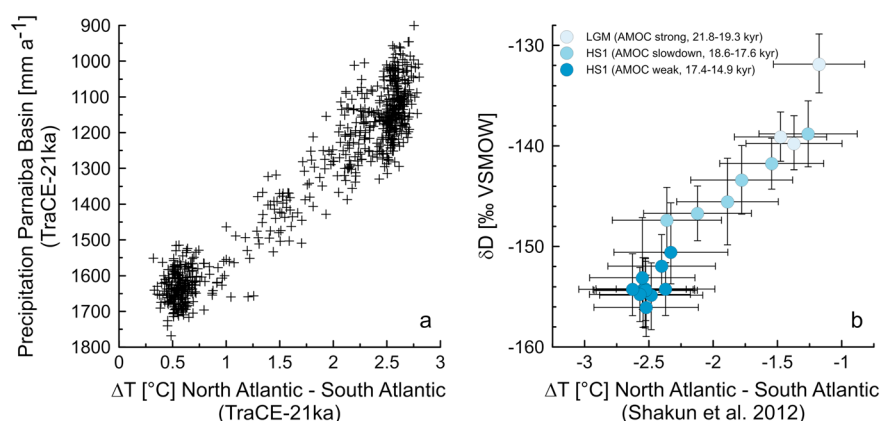 Precipitation Parnaiba Basin [mm a⁻¹]
(TraCE-21ka)
900
1000
1100
1200
1300
1400
1500
1600
1700
1800
0
0.5
1
1.5
2
2.5
3
a
ΔT [°C] North Atlantic - South Atlantic
(TraCE-21ka)
LGM (AMOC strong, 21.8-19.3 kyr)
HS1 (AMOC slowdown, 18.6-17.6 kyr)
HS1 (AMOC weak, 17.4-14.9 kyr)
δD [‰ VSMOW]
-130
-140
-150
-160
-3
-2.5
-2
-1.5
-1
b
ΔT [°C] North Atlantic - South Atlantic
(Shakun et al. 2012)